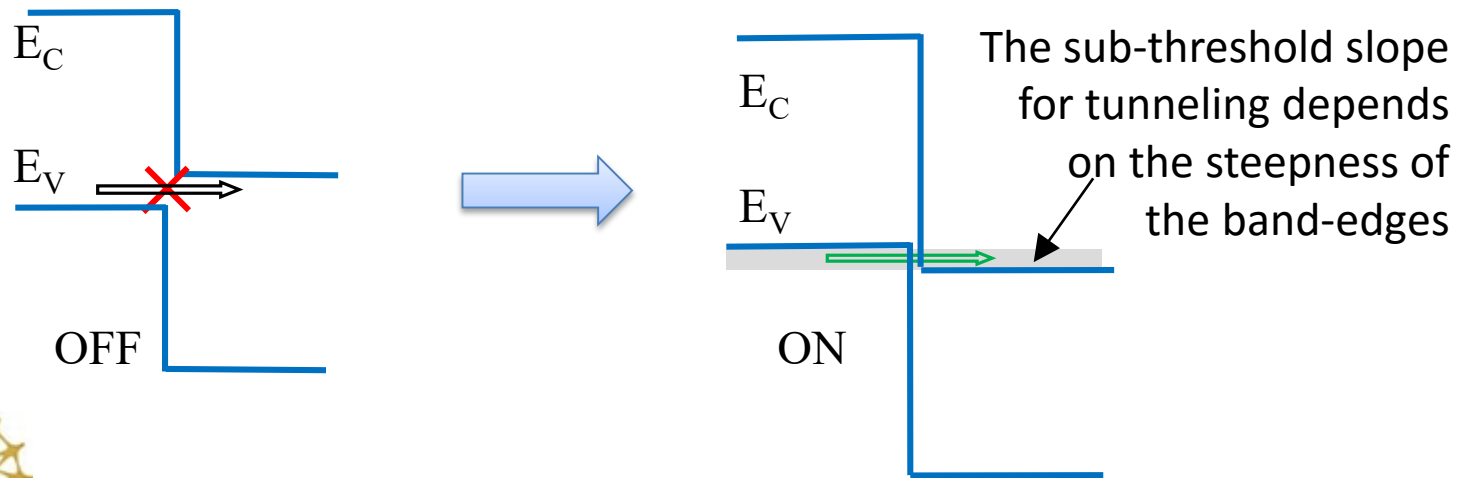 E_C
E_V
OFF
E_C
E_V
ON
The sub-threshold slope
for tunneling depends
on the steepness of
the band-edges